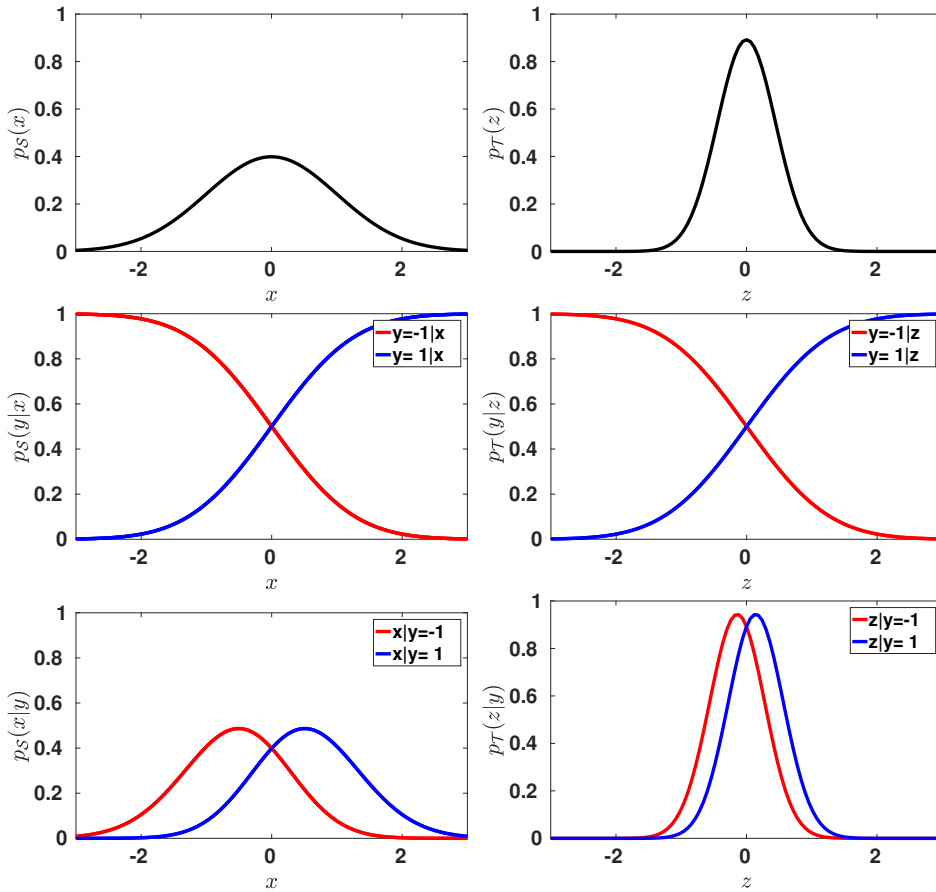 1
0.8
0.6
0.4
0.2
0
-2 0 2
x
p_S(x)
1
0.8
0.6
0.4
0.2
0
-2 0 2
z
p_T(z)
1
0.8
0.6
0.4
0.2
0
-2 0 2
x
p_S(y|x)
y=-1|x
y= 1|x
1
0.8
0.6
0.4
0.2
0
-2 0 2
z
p_T(y|z)
y=-1|z
y= 1|z
1
0.8
0.6
0.4
0.2
0
-2 0 2
x
p_S(x|y)
x|y=-1
x|y= 1
1
0.8
0.6
0.4
0.2
0
-2 0 2
z
p_T(z|y)
z|y=-1
z|y= 1